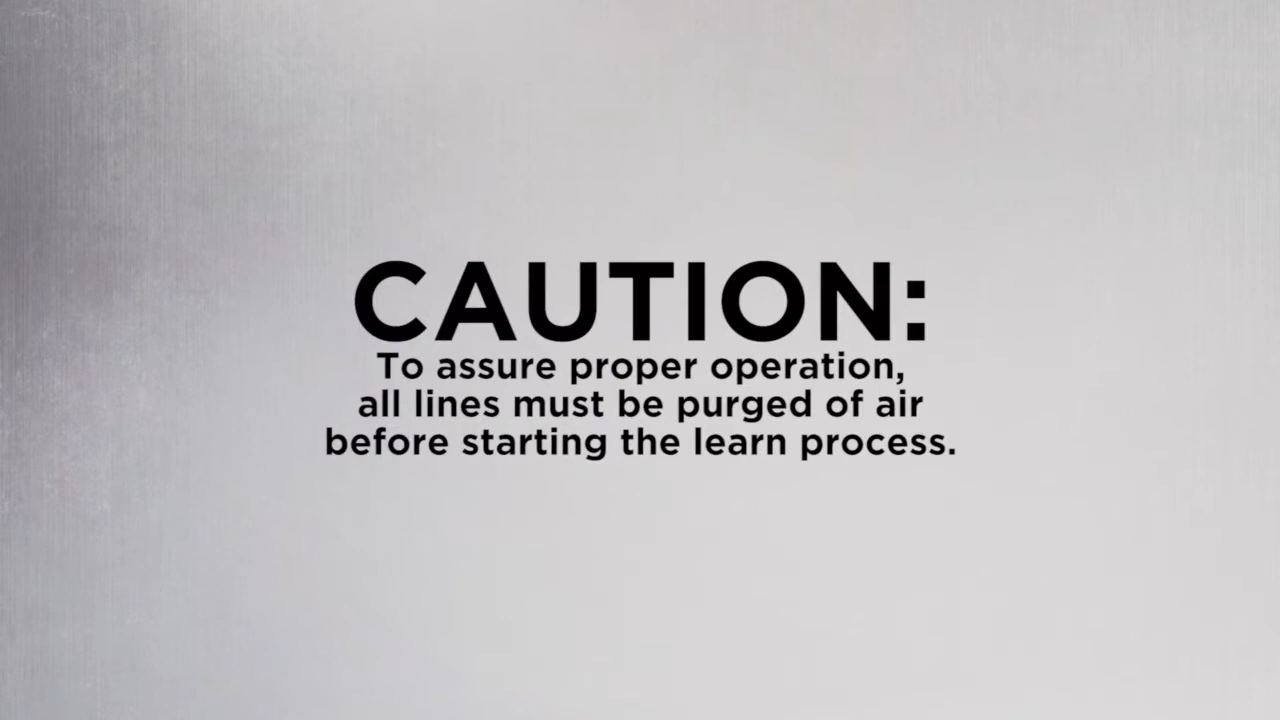 CAUTION:
To assure proper operation,
all lines must be purged of air
before starting the learn process.